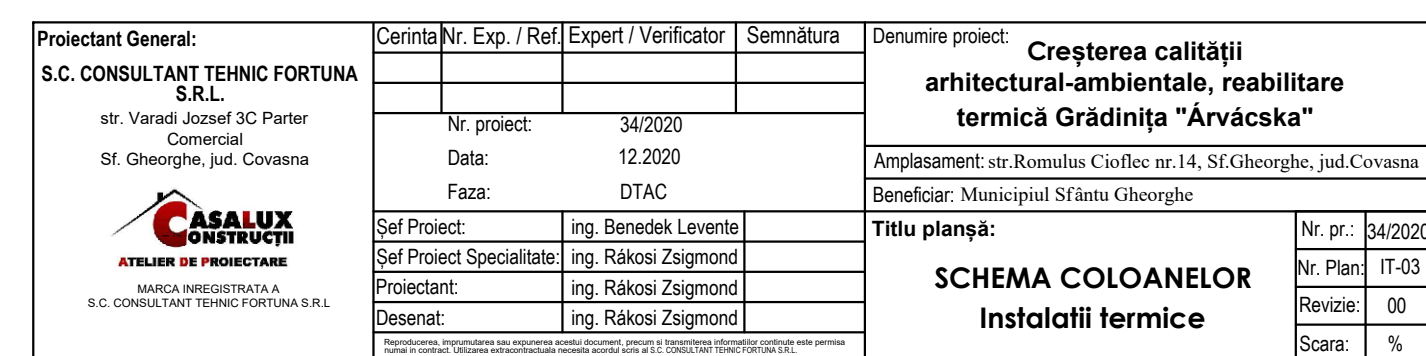 Proiectant General:
S.C. CONSULTANT TEHNIC FORTUNA
S.R.L.
str. Varadi Jozsef 3C Parter
Comercial
Sf. Gheorghe, jud. Covasna
CASALUX
CONSTRUCȚII
ATELIER DE PROIECTARE
MARCA INREGISTRATA A
S.C. CONSULTANT TEHNIC FORTUNA S.R.L
Cerinta Nr. Exp. / Ref. Expert / Verificator Semnătura
Nr. proiect: 34/2020
Data: 12.2020
Faza: DTAC
Șef Proiect: ing. Benedek Levente
Șef Proiect Specialitate: ing. Rákosi Zsigmond
Proiectant: ing. Rákosi Zsigmond
Desenat: ing. Rákosi Zsigmond
Reproducerea, imprumutarea sau expunerea acestui document, precum si transmiterea informatiilor continute este permisa
numai in contract. Utilizarea extracontractuala necesita acordul scris al S.C. CONSULTANT TEHNIC FORTUNA S.R.L.
Denumire proiect:
Creșterea calității
arhitectural-ambientale, reabilitare
termică Grădinița "Árvácska"
Amplasament: str.Romulus Cioflec nr.14, Sf.Gheorghe, jud.Covasna
Beneficiar: Municipiul Sfântu Gheorghe
Titlu planșă:
SCHEMA COLOANELOR
Instalatii termice
Nr. pr.: 34/2020
Nr. Plan: IT-03
Revizie: 00
Scara: %